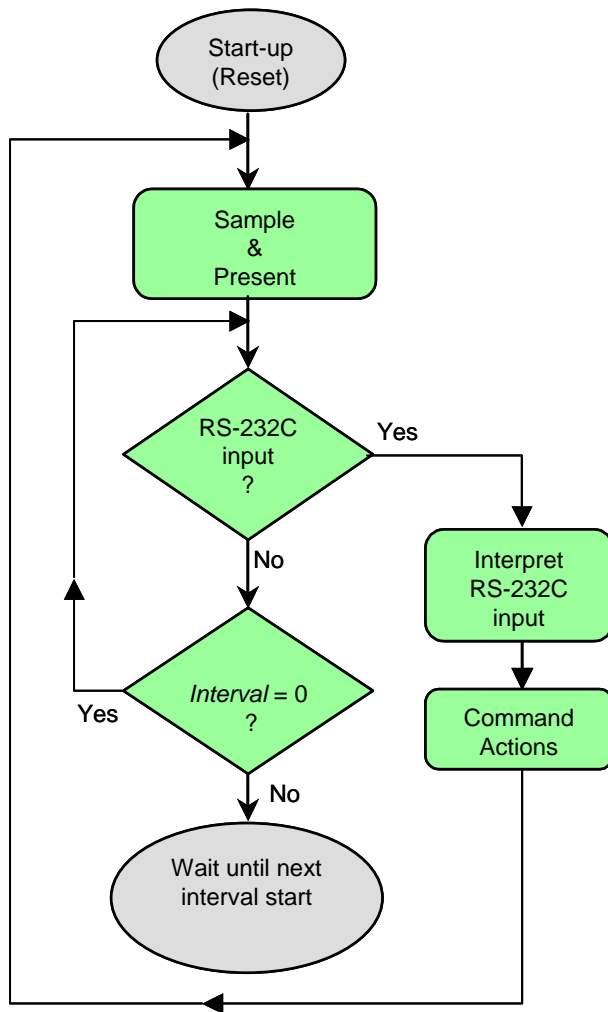 Start-up
(Reset)
Sample
&
Present
RS-232C
input
?
Yes
No
Interpret
RS-232C
input
Interval = 0
?
Yes
Command
Actions
No
Wait until next
interval start